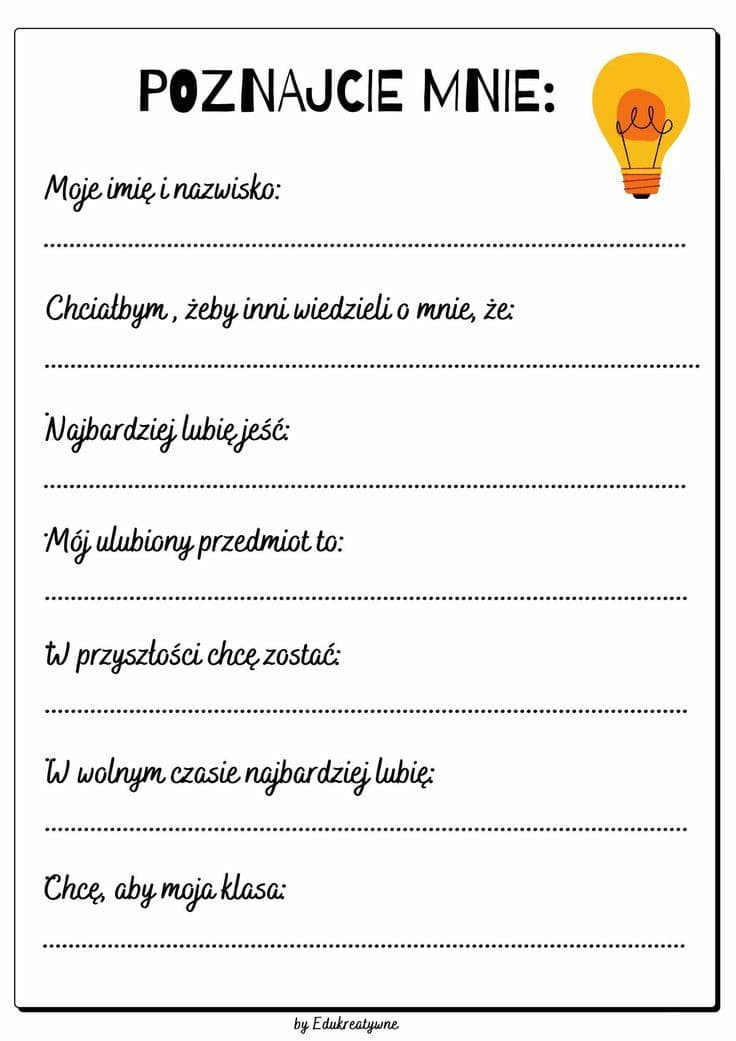 POZNAJCIE MNIE:
Moje imię i nazwisko:
Chciałbym , żeby inni wiedzieli o mnie, że:
Najbardziej lubię jeść:
Mój ulubiony przedmiot to:
W przyszłości chcę zostać:
W wolnym czasie najbardziej lubię:
Chcę, aby moja klasa:
by Edukreatywne